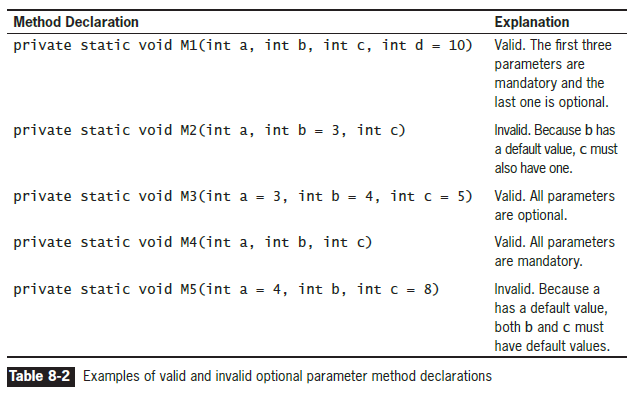 Method Declaration Explanation
private static void M1(int a, int b, int c, int d = 10) Valid. The first three
parameters are
mandatory and the
last one is optional.
private static void M2(int a, int b = 3, int c) Invalid. Because b has
a default value, c must
also have one.
private static void M3(int a = 3, int b = 4, int c = 5) Valid. All parameters
are optional.
private static void M4(int a, int b, int c) Valid. All parameters
are mandatory.
private static void M5(int a = 4, int b, int c = 8) Invalid. Because a
has a default value,
both b and c must
have default values.
Table 8-2 Examples of valid and invalid optional parameter method declarations